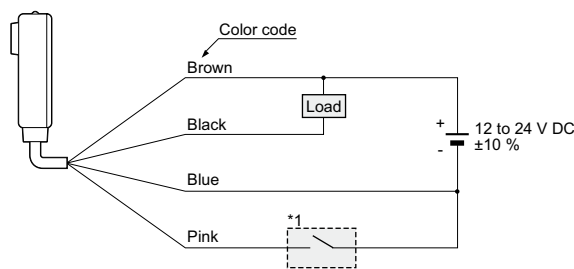 Color code
Brown
Load
Black
+
12 to 24 V DC
±10 %
-
Blue
*1
Pink